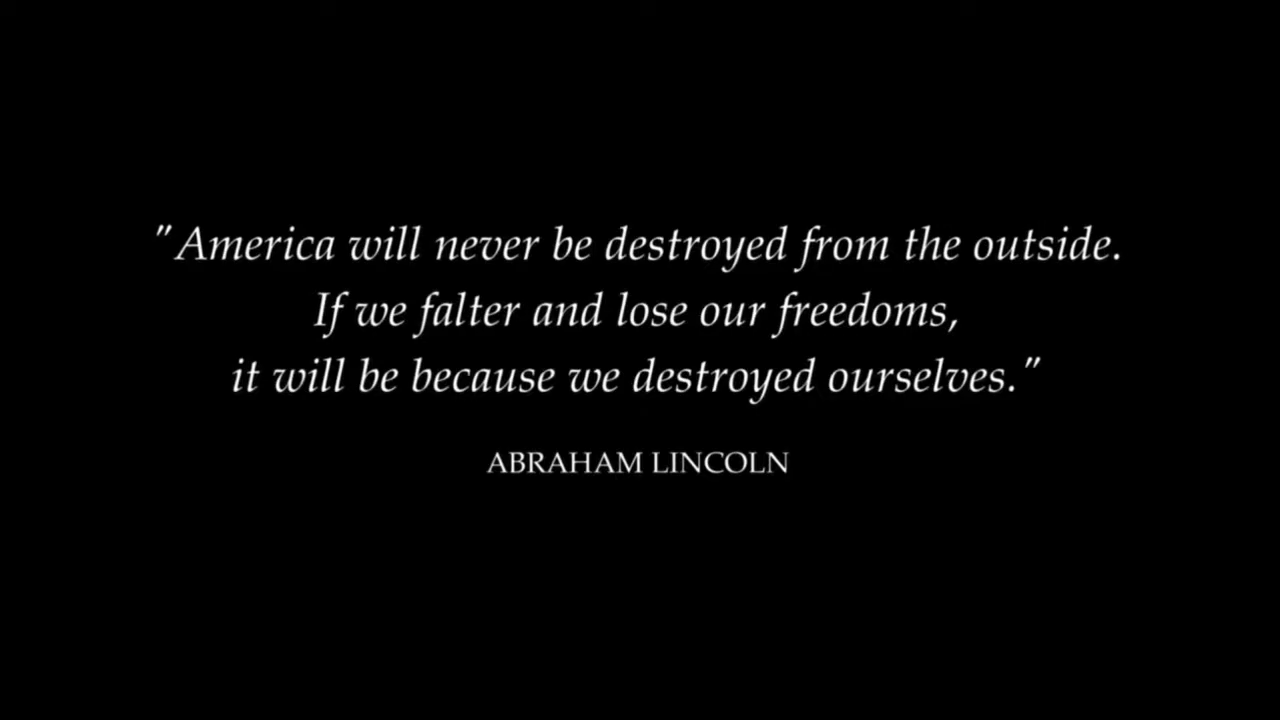 "America will never be destroyed from the outside.
If we falter and lose our freedoms,
it will be because we destroyed ourselves."
ABRAHAM LINCOLN